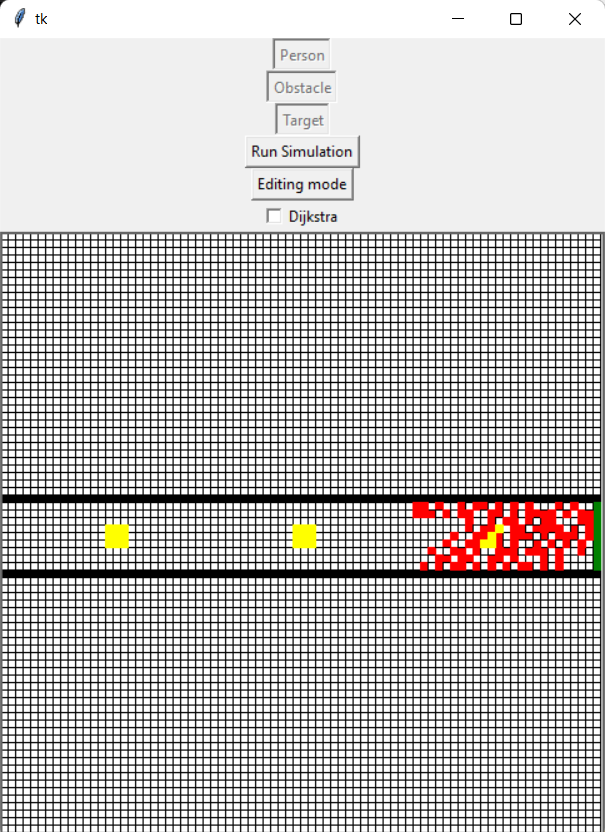 tk
Person
Obstacle
Target
Run Simulation
Editing mode
Dijkstra